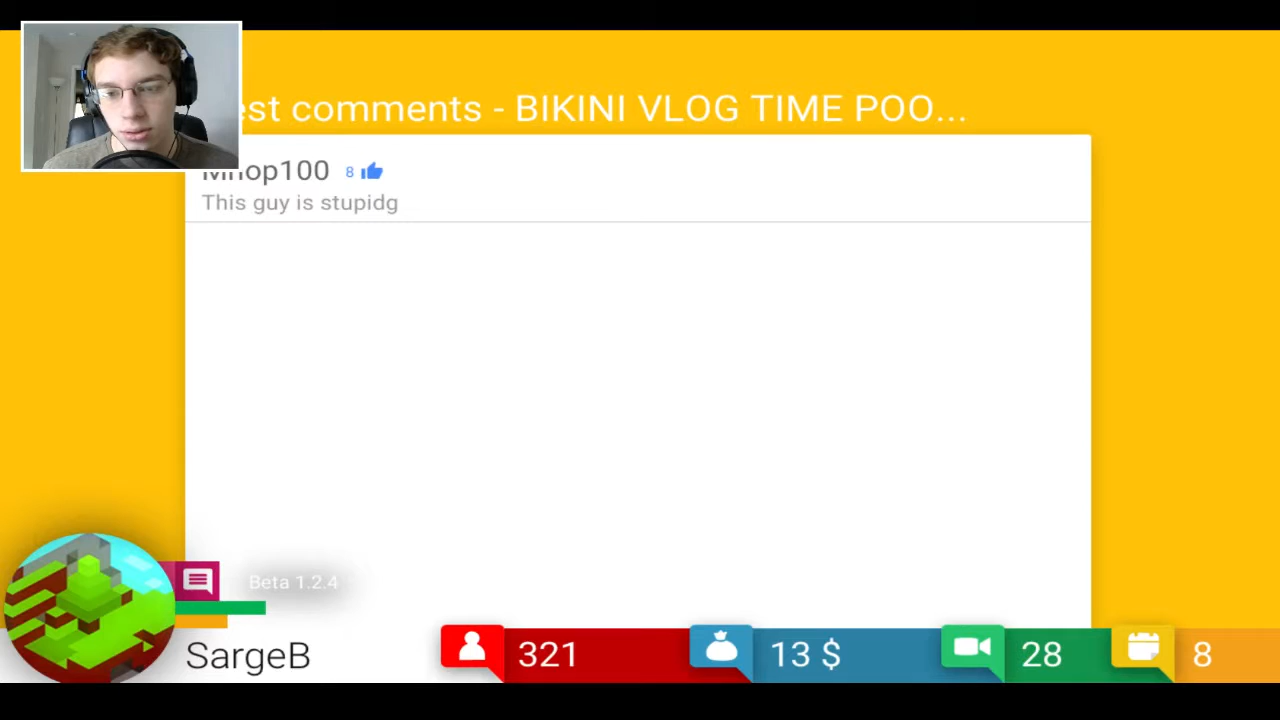 est comments - BIKINI VLOG TIME POO...
Mhop100 8
This guy is stupidg
Beta 1.2.4
SargeB
321
13 $
28
8